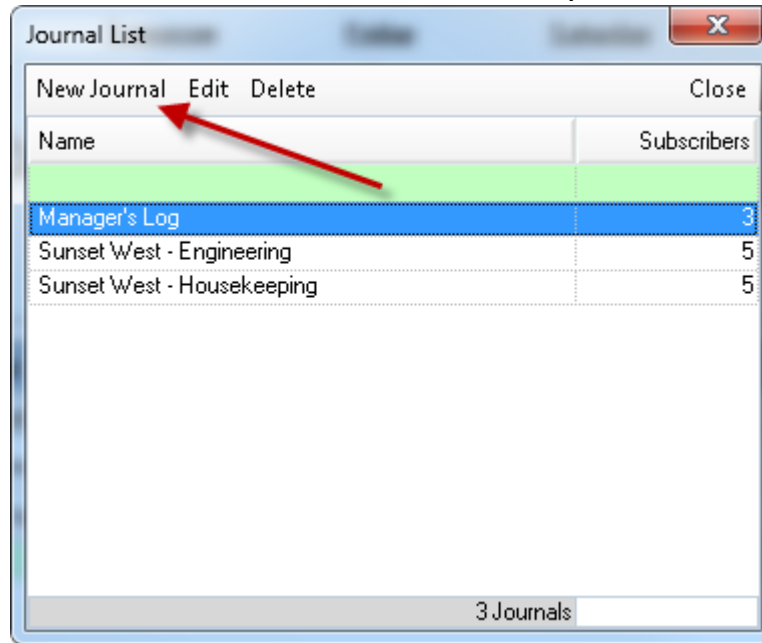 Journal List
New Journal Edit Delete Close
Name Subscribers
Manager's Log 3
Sunset West - Engineering 5
Sunset West - Housekeeping 5
3 Journals